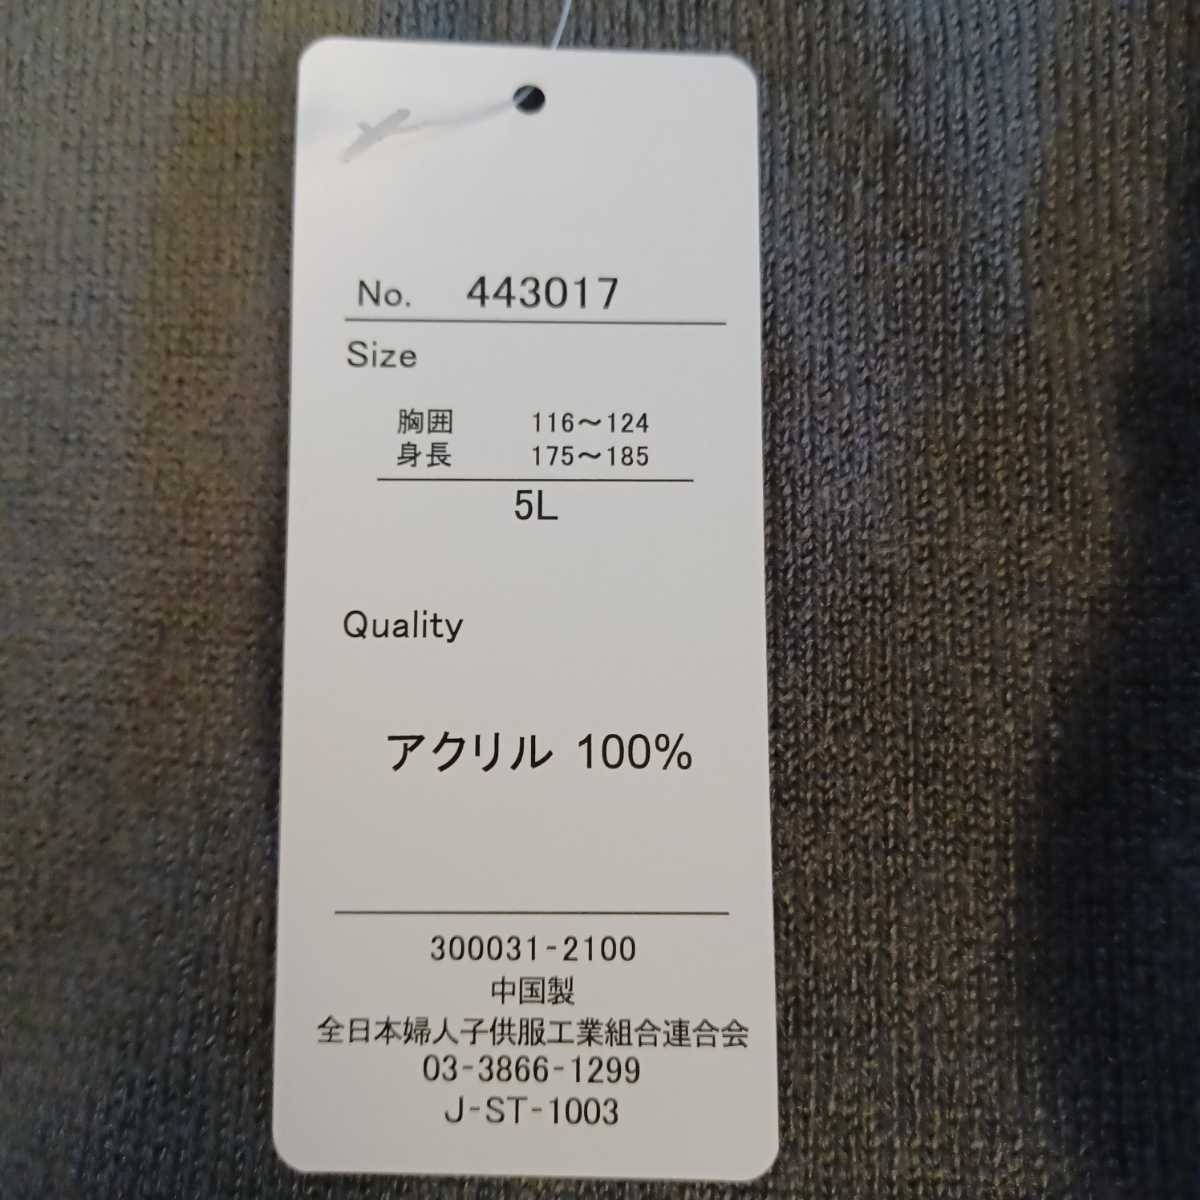 No. 443017
Size
胸囲 116～124
身長 175～185
5L
Quality
アクリル 100%
300031-2100
中国製
全日本婦人子供服工業組合連合会
03-3866-1299
J-ST-1003